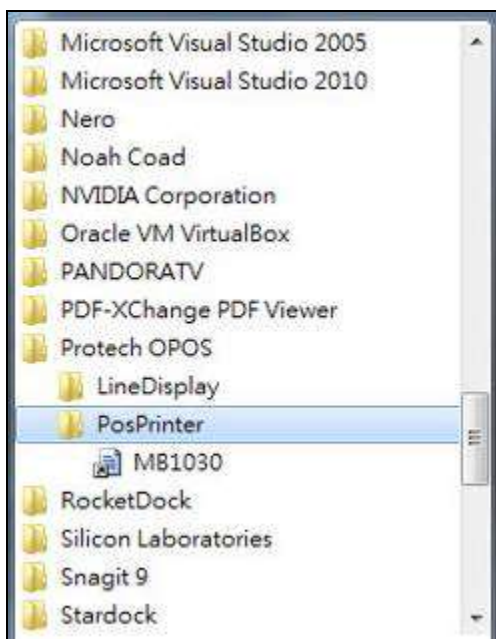 Microsoft Visual Studio 2005
Microsoft Visual Studio 2010
Nero
Noah Coad
NVIDIA Corporation
Oracle VM VirtualBox
PANDORATV
PDF-XChange PDF Viewer
Protech OPOS
LineDisplay
PosPrinter
MB1030
RocketDock
Silicon Laboratories
Snagit 9
Stardock